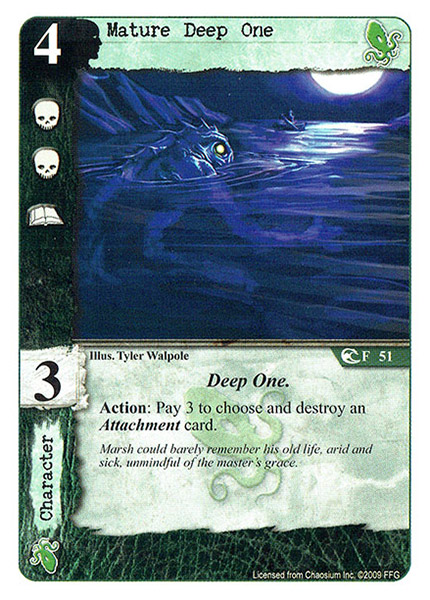 4
Mature Deep One
Illus. Tyler Walpole
F 51
3
Deep One.
Action: Pay 3 to choose and destroy an
Attachment card.
Marsh could barely remember his old life, arid and
sick, unmindful of the master's grace.
Character
Licensed from Chaosium Inc. ©2009 FFG